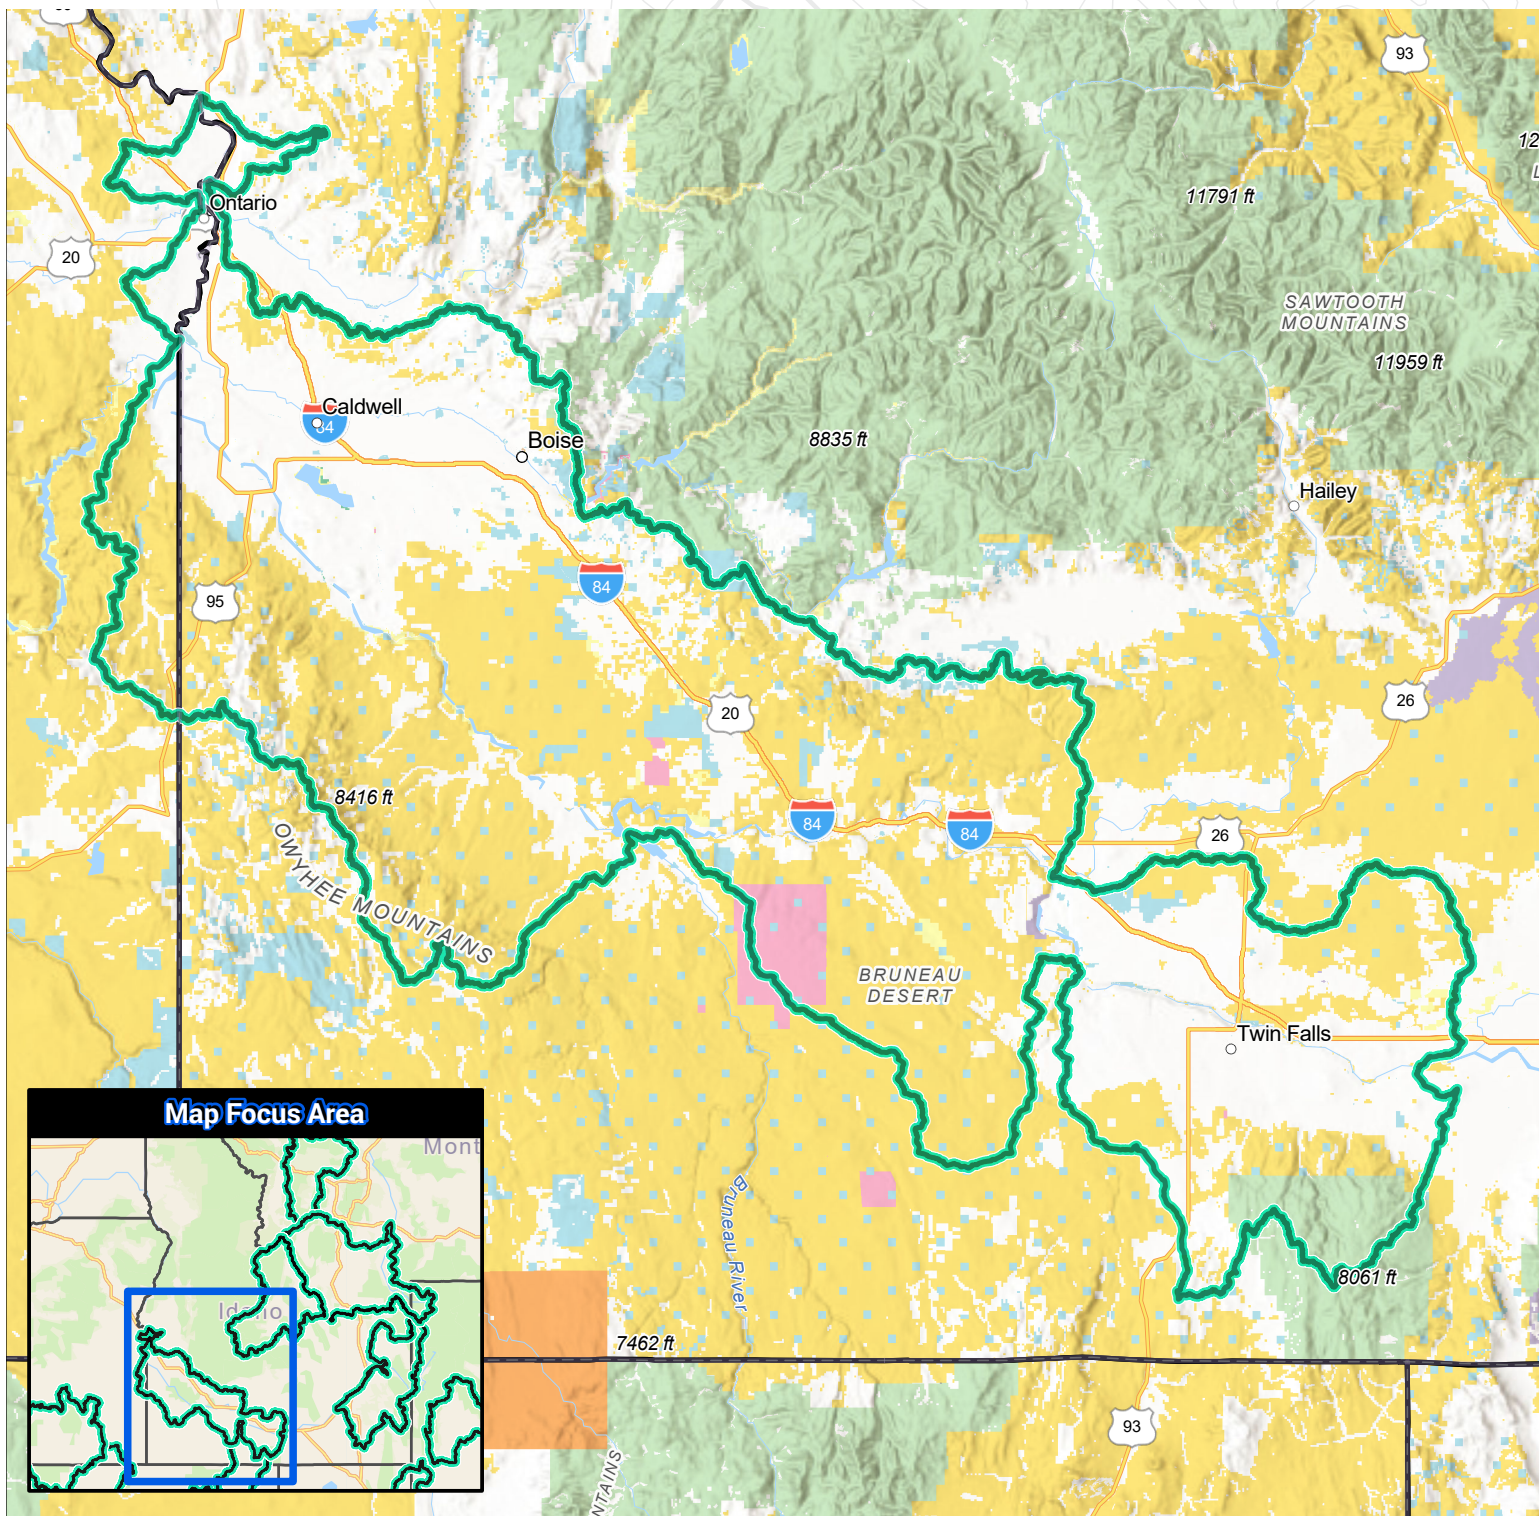 93
12
11791 ft
Ontario
20
SAWTOOTH
MOUNTAINS
11959 ft
Caldwell
84
Boise
8835 ft
Hailey
84
95
20
26
8416 ft
84
84
26
OWYHEE MOUNTAINS
BRUNEAU
DESERT
Twin Falls
Map Focus Area
Mont
Idaho
Bruneau River
8061 ft
7462 ft
93
NTAINS